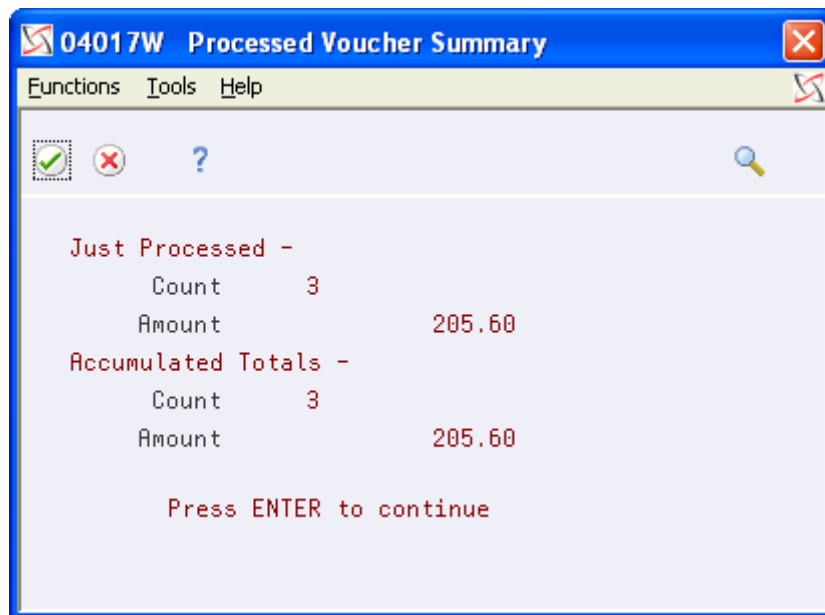 04017W Processed Voucher Summary
Functions Tools Help
?
Just Processed -
Count 3
Amount 205.60
Accumulated Totals -
Count 3
Amount 205.60
Press ENTER to continue